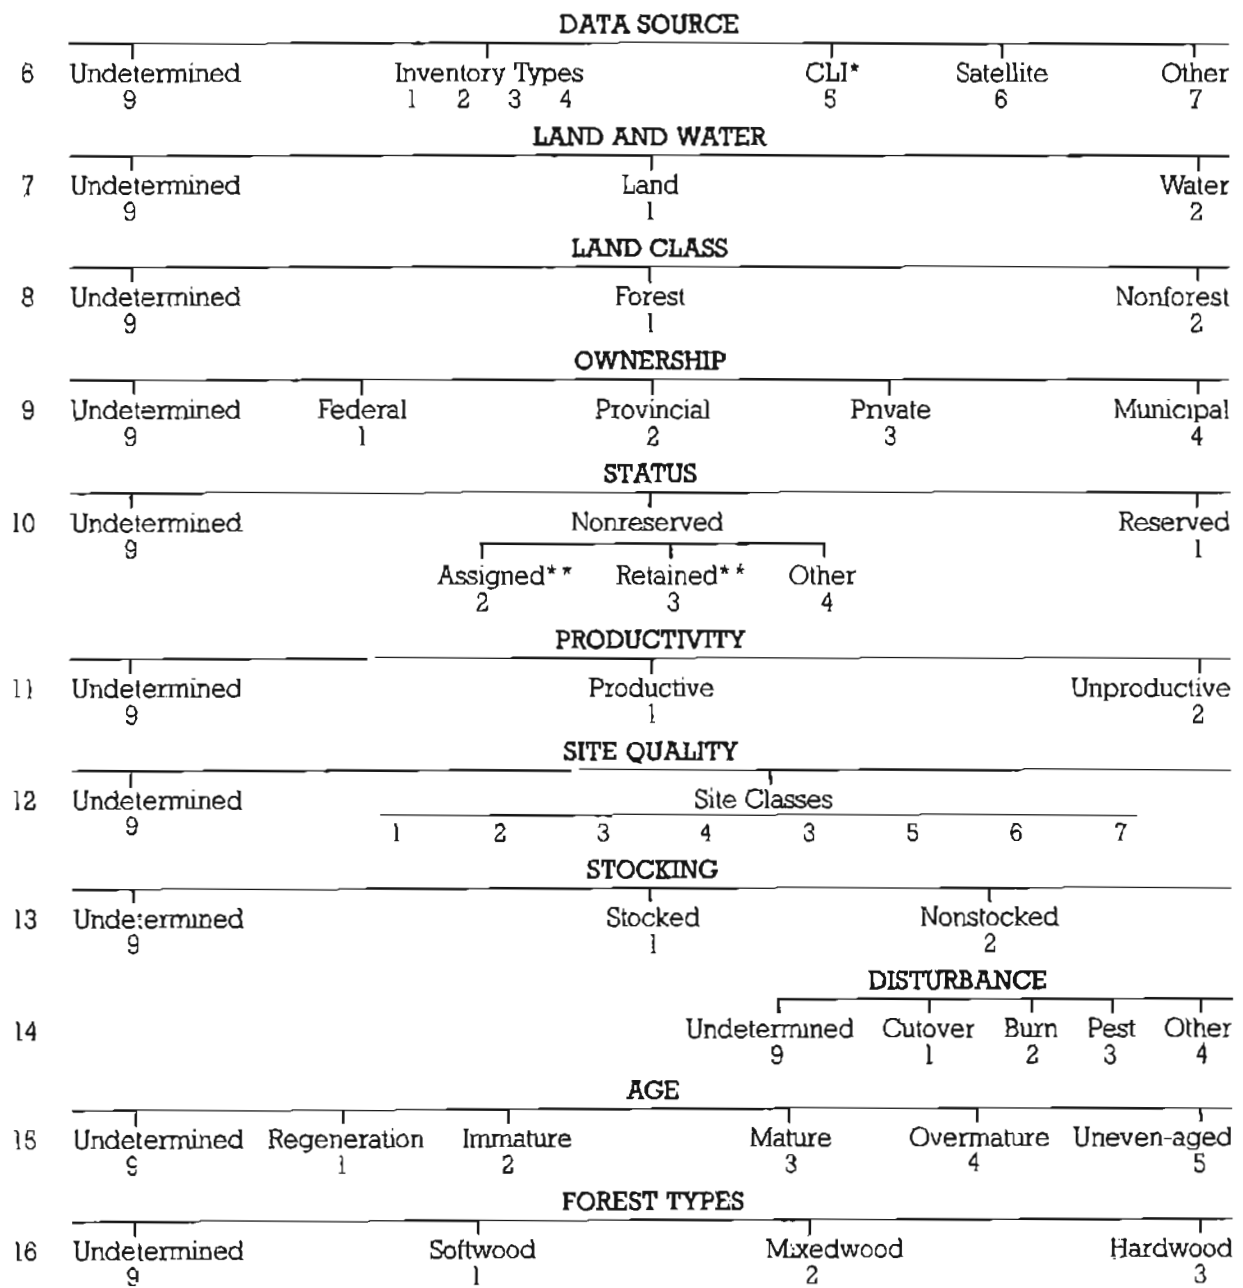 DATA SOURCE
6 Undetermined Inventory Types CLI* Satellite Other
9 1 2 3 4 5 6 7
LAND AND WATER
7 Undetermined Land Water
9 1 2
LAND CLASS
8 Undetermined Forest Nonforest
9 1 2
OWNERSHIP
9 Undetermined Federal Provincial Private Municipal
9 1 2 3 4
STATUS
10 Undetermined Nonreserved Reserved
9 1
Assigned** Retained** Other
2 3 4
PRODUCTIVITY
11 Undetermined Productive Unproductive
9 1 2
SITE QUALITY
12 Undetermined Site Classes
9 1 2 3 4 3 5 6 7
STOCKING
13 Undetermined Stocked Nonstocked
9 1 2
DISTURBANCE
14 Undetermined Cutover Burn Pest Other
9 1 2 3 4
AGE
15 Undetermined Regeneration Immature Mature Overmature Uneven-aged
9 1 2 3 4 5
FOREST TYPES
16 Undetermined Softwood Mixedwood Hardwood
9 1 2 3